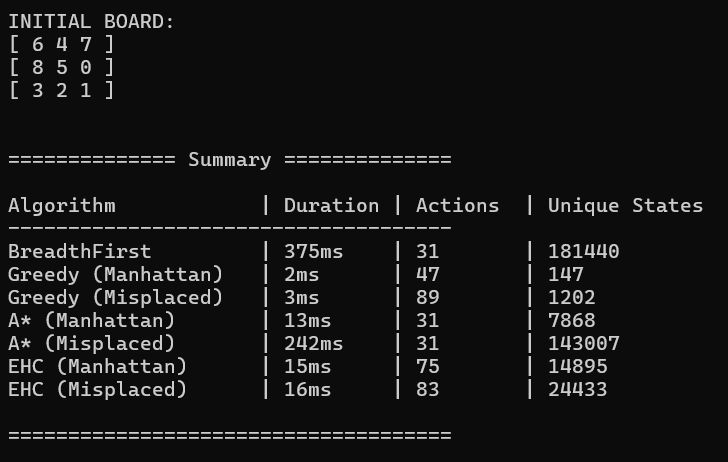 INITIAL BOARD:
[ 6 4 7 ]
[ 8 5 0 ]
[ 3 2 1 ]
============== Summary ==============
Algorithm | Duration | Actions | Unique States
-------------------------------------
BreadthFirst | 375ms | 31 | 181440
Greedy (Manhattan) | 2ms | 47 | 147
Greedy (Misplaced) | 3ms | 89 | 1202
A* (Manhattan) | 13ms | 31 | 7868
A* (Misplaced) | 242ms | 31 | 143007
EHC (Manhattan) | 15ms | 75 | 14895
EHC (Misplaced) | 16ms | 83 | 24433
=====================================